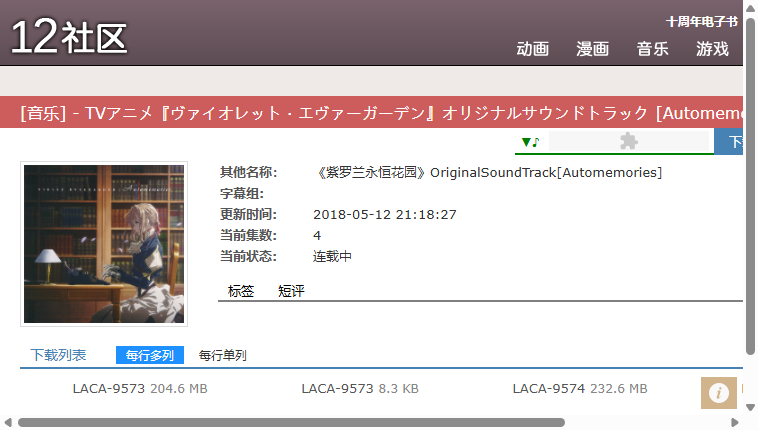 12社区
十周年电子书
动画 漫画 音乐 游戏
[音乐] - TVアニメ『ヴァイオレット・エヴァーガーデン』オリジナルサウンドトラック [Automemo
▼♪ 下
其他名称: 《紫罗兰永恒花园》OriginalSoundTrack[Automemories]
字幕组:
更新时间: 2018-05-12 21:18:27
当前集数: 4
当前状态: 连载中
标签 短评
下载列表 每行多列 每行单列
LACA-9573 204.6 MB LACA-9573 8.3 KB LACA-9574 232.6 MB